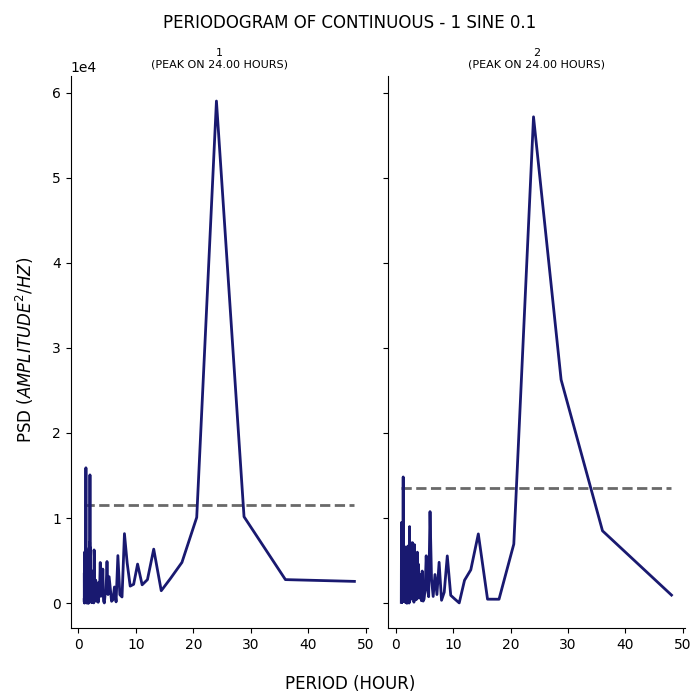 PERIODOGRAM OF CONTINUOUS - 1 SINE 0.1
1
(PEAK ON 24.00 HOURS)
2
(PEAK ON 24.00 HOURS)
1e4
6
5
4
3
2
1
0
PSD (AMPLITUDE²/HZ)
0 10 20 30 40 50
0 10 20 30 40 50
PERIOD (HOUR)